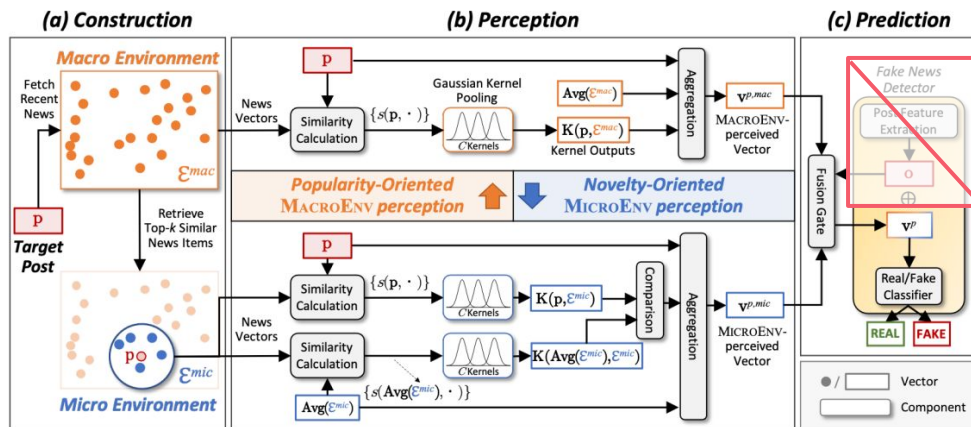 (a) Construction
Macro Environment
Fetch
Recent
News
ℰmac
p
Target
Post
Retrieve
Top-k Similar
News Items
p
ℰmic
Micro Environment
(b) Perception
p
News
Vectors
Similarity
Calculation
{s(p, ·)}
Gaussian Kernel
Pooling
C Kernels
Avg(ℰmac)
K(p,ℰmac)
Kernel Outputs
Aggregation
vp,mac
MACROENV-
perceived
Vector
Popularity-Oriented
MACROENV perception
Novelty-Oriented
MICROENV perception
p
Similarity
Calculation
{s(p, ·)}
C Kernels
K(p,ℰmic)
Comparison
Aggregation
News
Vectors
Similarity
Calculation
C Kernels
K(Avg(ℰmic),ℰmic)
{s(Avg(ℰmic), ·)}
Avg(ℰmic)
vp,mic
MICROENV-
perceived
Vector
(c) Prediction
Fake News
Detector
Post Feature
Extraction
o
Fusion Gate
vp
Real/Fake
Classifier
REAL
FAKE
/
Vector
Component